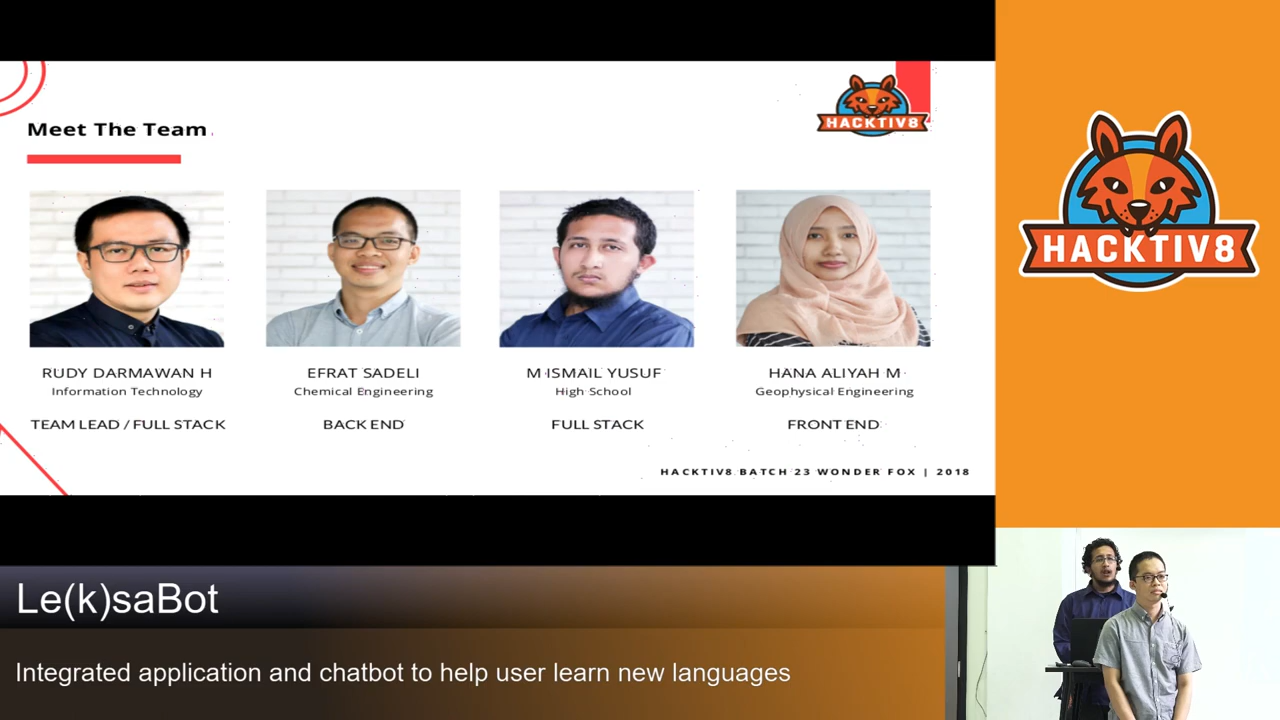 Meet The Team
HACKTIV8
HACKTIV8
RUDY DARMAWAN H
Information Technology
TEAM LEAD / FULL STACK
EFRAT SADELI
Chemical Engineering
BACK END
M ISMAIL YUSUF
High School
FULL STACK
HANA ALIYAH M
Geophysical Engineering
FRONT END
HACKTIV8 BATCH 23 WONDER FOX | 2018
Le(k)saBot
Integrated application and chatbot to help user learn new languages